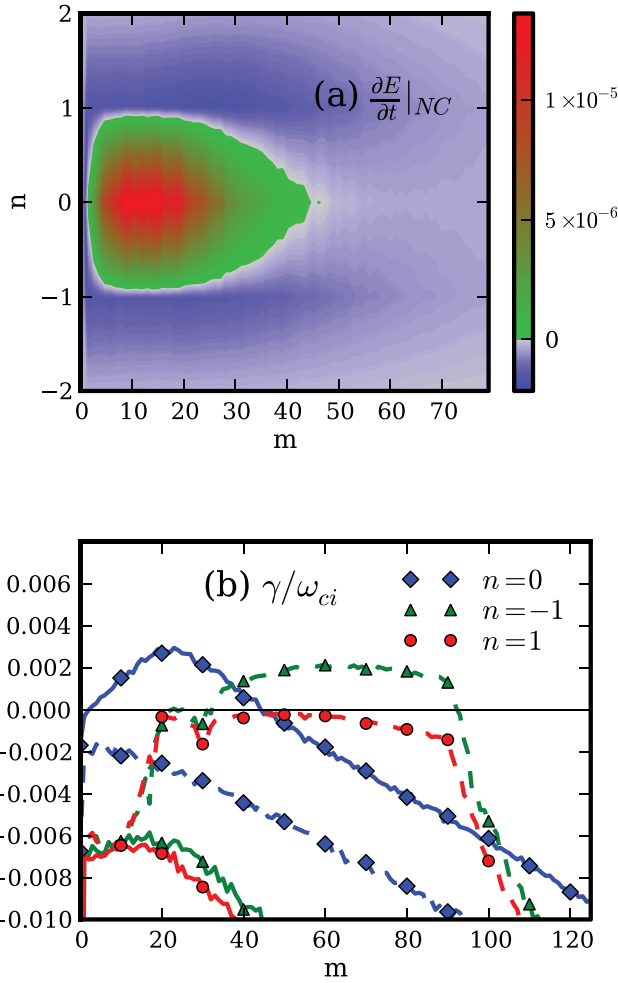 2
1
0
−1
−2
n
(a) ∂E/∂t|NC
0 10 20 30 40 50 60 70
m
1 ×10⁻⁵
5 ×10⁻⁶
0
(b) γ/ωci
n=0
n=−1
n=1
0.006
0.004
0.002
0.000
−0.002
−0.004
−0.006
−0.008
−0.010
0 20 40 60 80 100 120
m